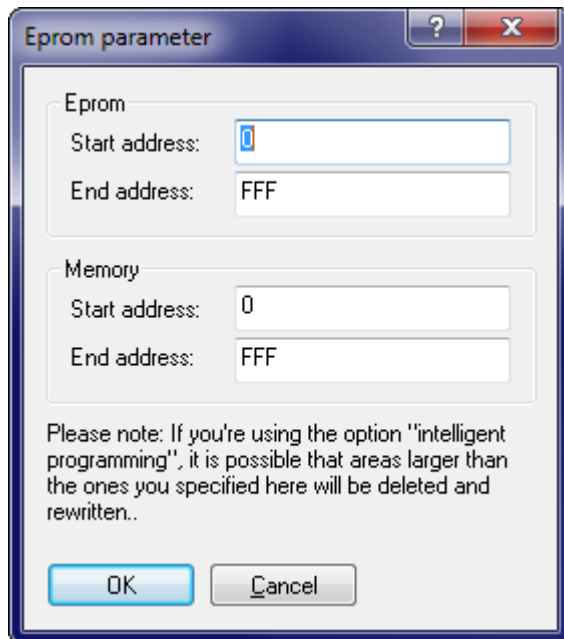 Eprom parameter
?
Eprom
Start address: 0
End address: FFF
Memory
Start address: 0
End address: FFF
Please note: If you're using the option "intelligent
programming", it is possible that areas larger than
the ones you specified here will be deleted and
rewritten..
OK Cancel